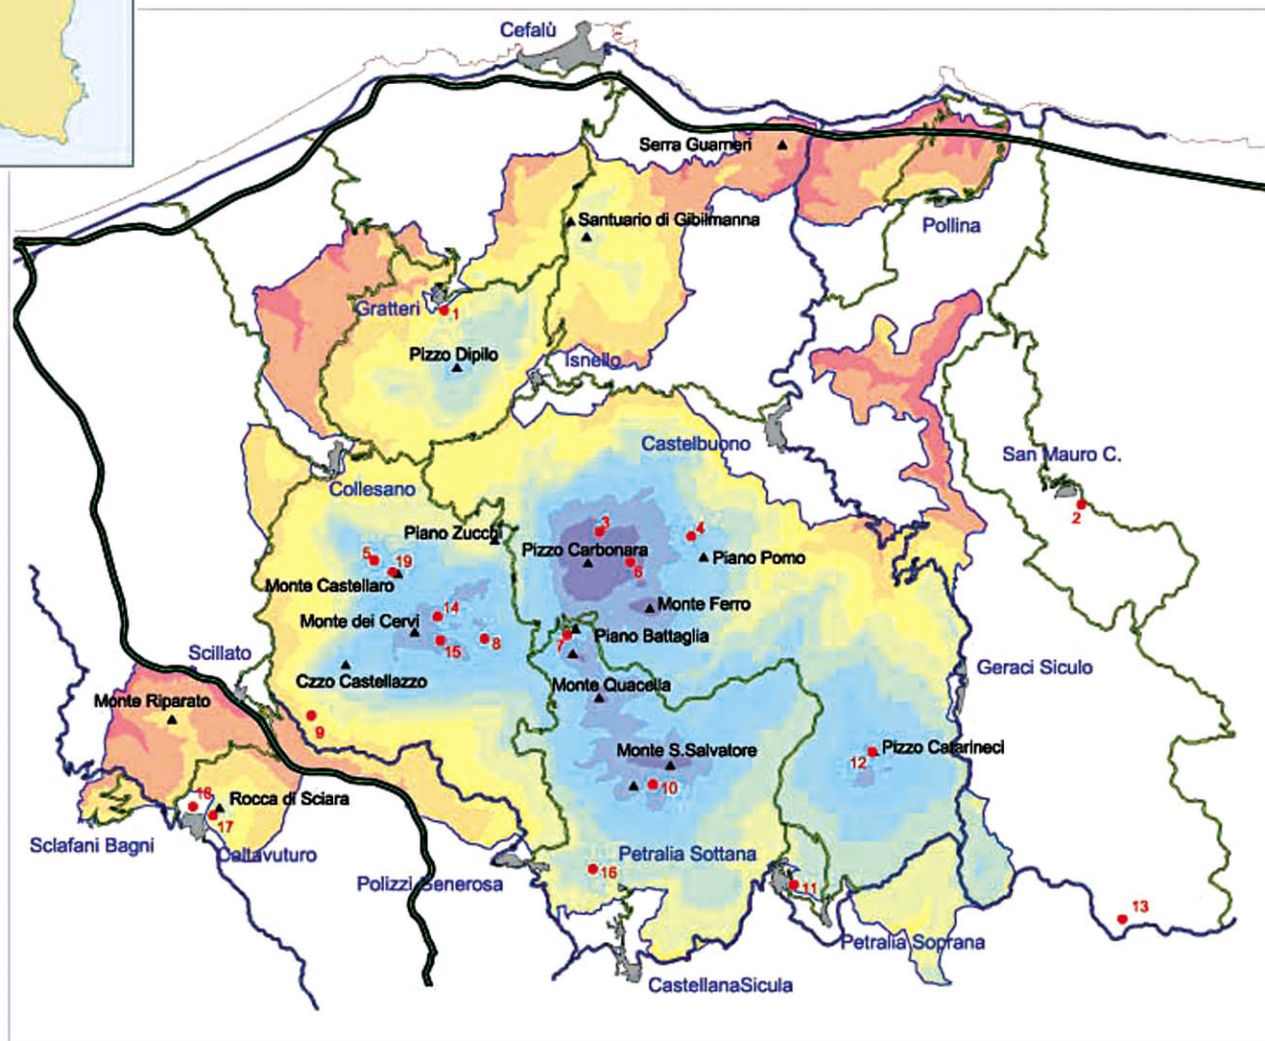 Cefalù
Serra Guarneri
Santuario di Gibilmanna
Pollina
Gratteri
1
Pizzo Dipilo
Isnello
Castelbuono
San Mauro C.
2
Collesano
Piano Zucchi
3
4
Pizzo Carbonara
Piano Pomo
5
19
6
Monte Castellaro
Monte Ferro
14
Monte dei Cervi
Piano Battaglia
7
8
15
Scillato
Geraci Siculo
Czzo Castellazzo
Monte Quacella
Monte Riparato
9
Monte S.Salvatore
Pizzo Catarineci
12
10
18
Rocca di Sciara
17
Sclafani Bagni
Caltavuturo
Petralia Sottana
16
Polizzi Generosa
11
13
Petralia Soprana
CastellanaSicula